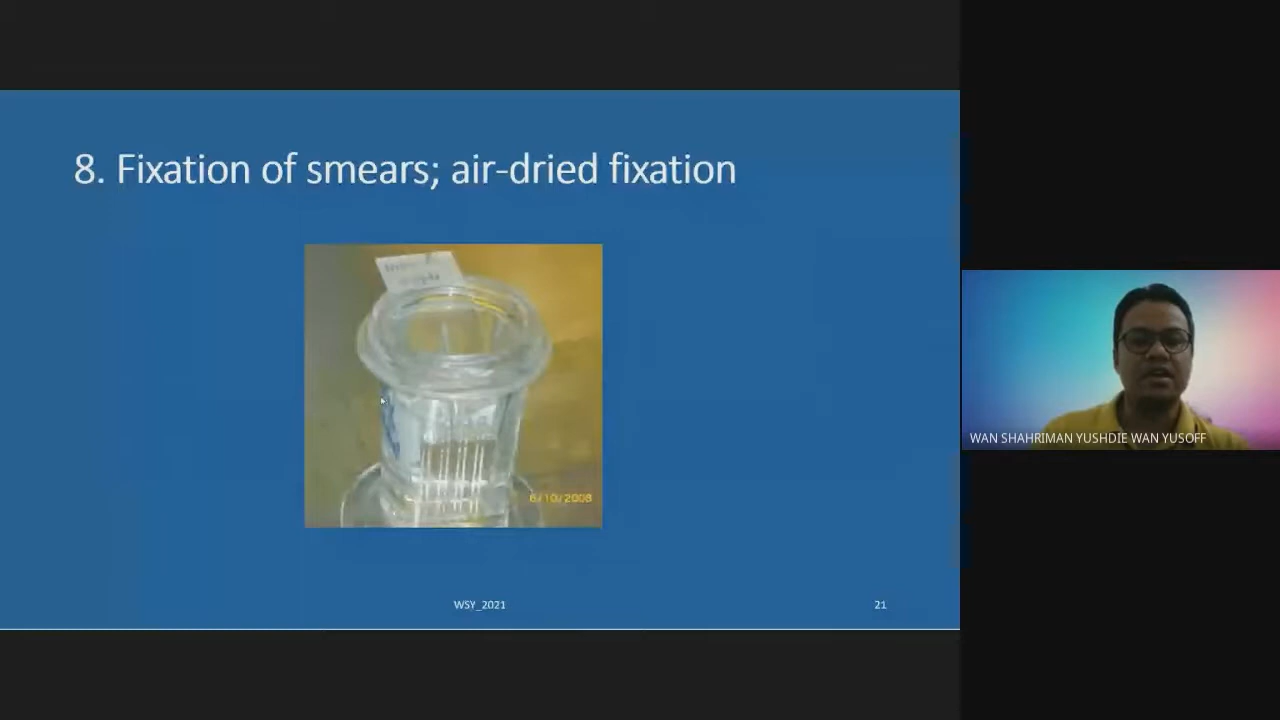 8. Fixation of smears; air-dried fixation
6/10/2008
WSY_2021
21
WAN SHAHRIMAN YUSHDIE WAN YUSOFF